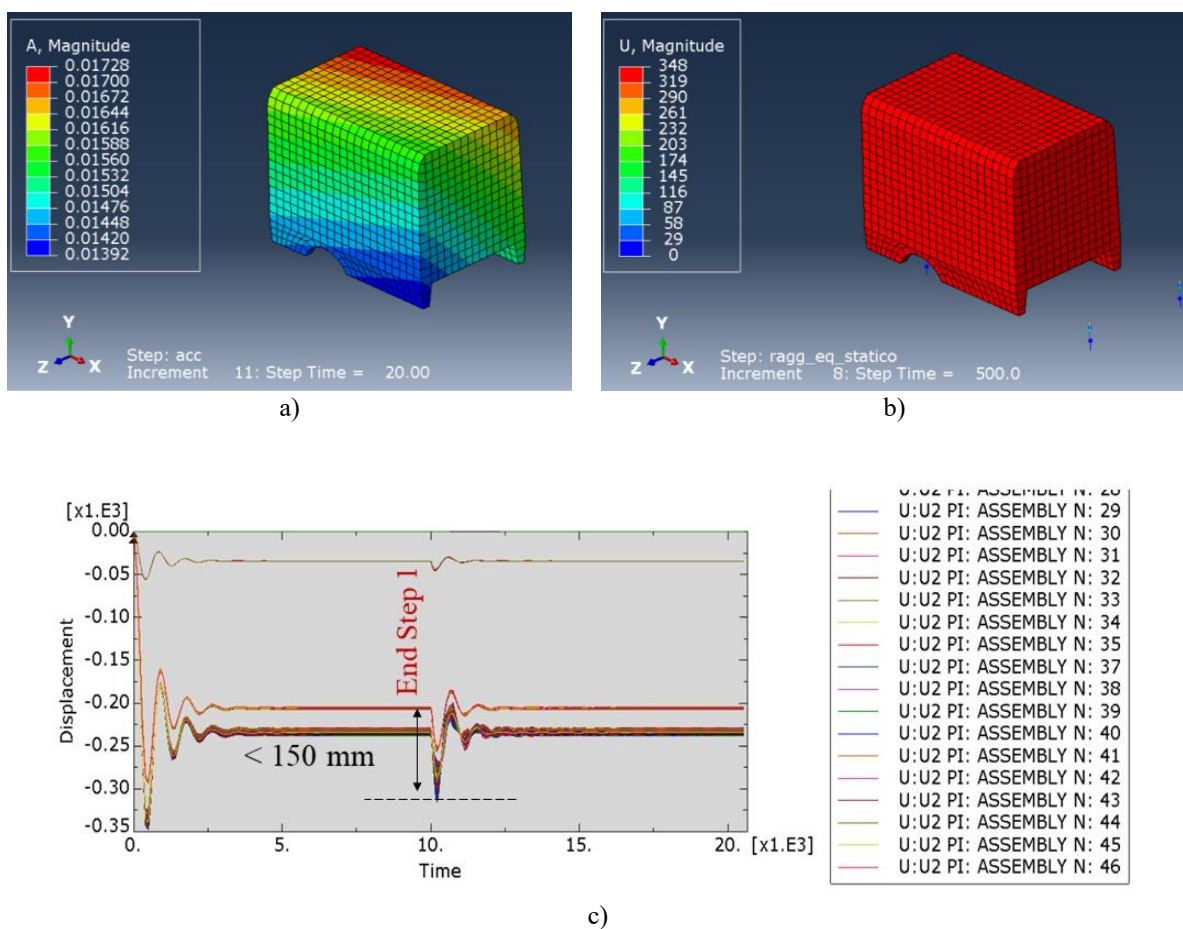 A, Magnitude
0.01728
0.01700
0.01672
0.01644
0.01616
0.01588
0.01560
0.01532
0.01504
0.01476
0.01448
0.01420
0.01392
Y
Z X
Step: acc
Increment 11: Step Time = 20.00
a)
U, Magnitude
348
319
290
261
232
203
174
145
116
87
58
29
0
Y
Z X
Step: ragg_eq_statico
Increment 8: Step Time = 500.0
b)
[x1.E3]
0.00
-0.05
-0.10
-0.15
-0.20
-0.25
-0.30
-0.35
Displacement
End Step 1
< 150 mm
0. 5. 10. 15. 20. [x1.E3]
Time
U:U2 PI: ASSEMBLY N: 28
U:U2 PI: ASSEMBLY N: 29
U:U2 PI: ASSEMBLY N: 30
U:U2 PI: ASSEMBLY N: 31
U:U2 PI: ASSEMBLY N: 32
U:U2 PI: ASSEMBLY N: 33
U:U2 PI: ASSEMBLY N: 34
U:U2 PI: ASSEMBLY N: 35
U:U2 PI: ASSEMBLY N: 37
U:U2 PI: ASSEMBLY N: 38
U:U2 PI: ASSEMBLY N: 39
U:U2 PI: ASSEMBLY N: 40
U:U2 PI: ASSEMBLY N: 41
U:U2 PI: ASSEMBLY N: 42
U:U2 PI: ASSEMBLY N: 43
U:U2 PI: ASSEMBLY N: 44
U:U2 PI: ASSEMBLY N: 45
U:U2 PI: ASSEMBLY N: 46
c)